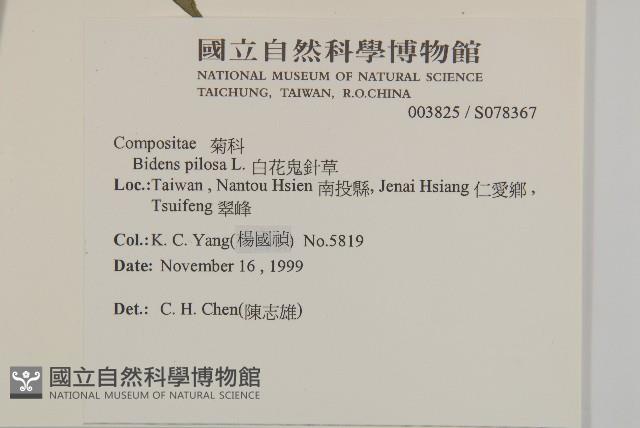 國立自然科學博物館
NATIONAL MUSEUM OF NATURAL SCIENCE
TAICHUNG, TAIWAN, R.O.CHINA
003825 / S078367
Compositae 菊科
Bidens pilosa L. 白花鬼針草
Loc.:Taiwan , Nantou Hsien 南投縣, Jenai Hsiang 仁愛鄉 ,
Tsuifeng 翠峰
Col.: K. C. Yang(楊國禎) No.5819
Date: November 16 , 1999
Det.: C. H. Chen(陳志雄)
國立自然科學博物館
NATIONAL MUSEUM OF NATURAL SCIENCE